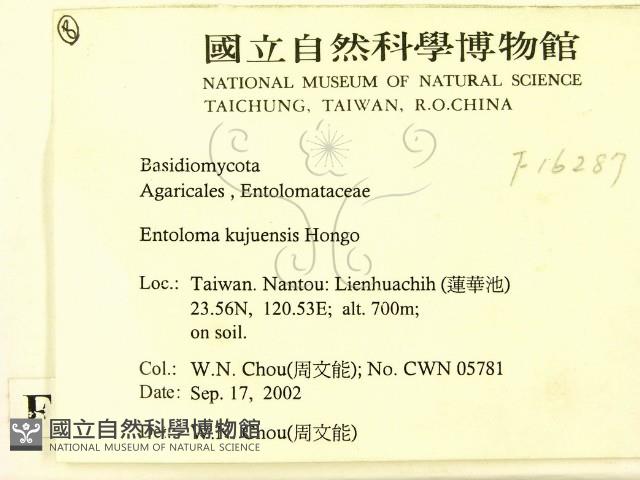 8
國立自然科學博物館
NATIONAL MUSEUM OF NATURAL SCIENCE
TAICHUNG, TAIWAN, R.O.CHINA
F-16287
Basidiomycota
Agaricales , Entolomataceae
Entoloma kujuensis Hongo
Loc.: Taiwan. Nantou: Lienhuachih (蓮華池)
23.56N, 120.53E; alt. 700m;
on soil.
Col.: W.N. Chou(周文能); No. CWN 05781
Date: Sep. 17, 2002
W.N. Chou(周文能)
國立自然科學博物館
NATIONAL MUSEUM OF NATURAL SCIENCE